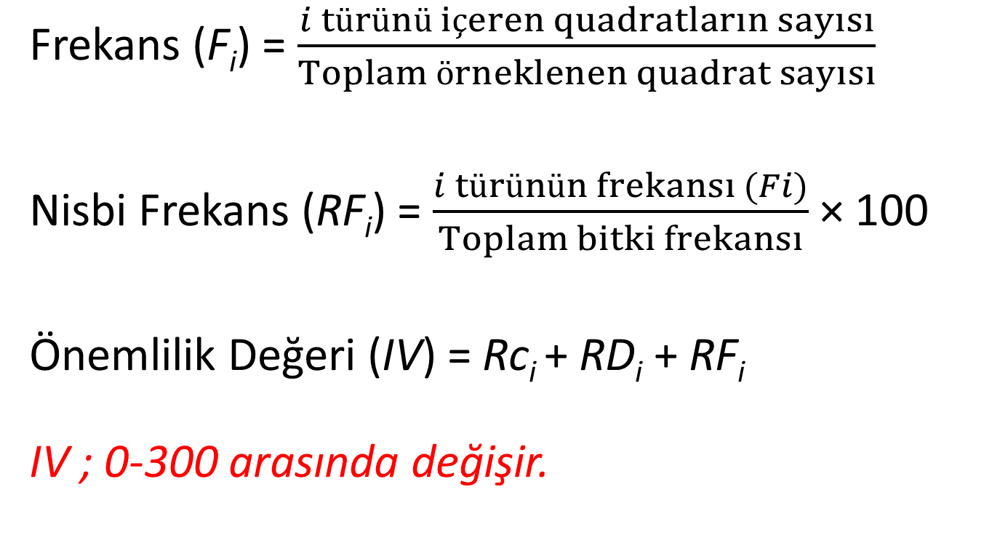 Frekans (Fi) = i türünü içeren quadratların sayısı
Toplam örneklenen quadrat sayısı
Nisbi Frekans (RFi) = i türünün frekansı (Fi) × 100
Toplam bitki frekansı
Önemlilik Değeri (IV) = Rci + RDi + RFi
IV ; 0-300 arasında değişir.